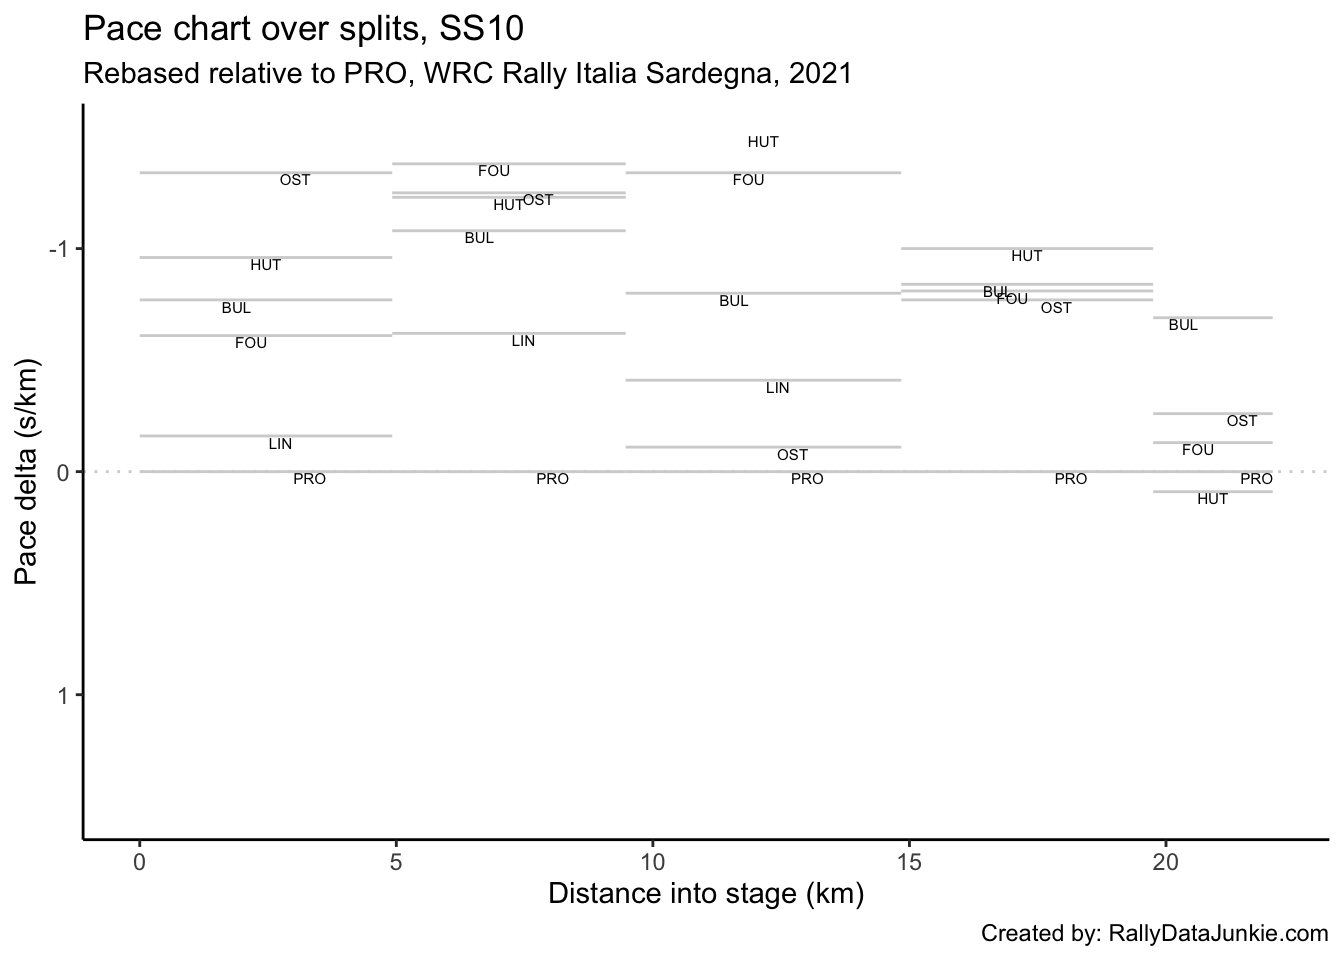 Pace chart over splits, SS10
Rebased relative to PRO, WRC Rally Italia Sardegna, 2021
Pace delta (s/km)
-1
0
1
HUT
FOU
OST
FOU
OST
HUT
BUL
HUT
HUT
BUL
FOU
OST
BUL
BUL
BUL
FOU
LIN
LIN
OST
LIN
FOU
OST
PRO
PRO
PRO
PRO
PRO
HUT
0
5
10
15
20
Distance into stage (km)
Created by: RallyDataJunkie.com